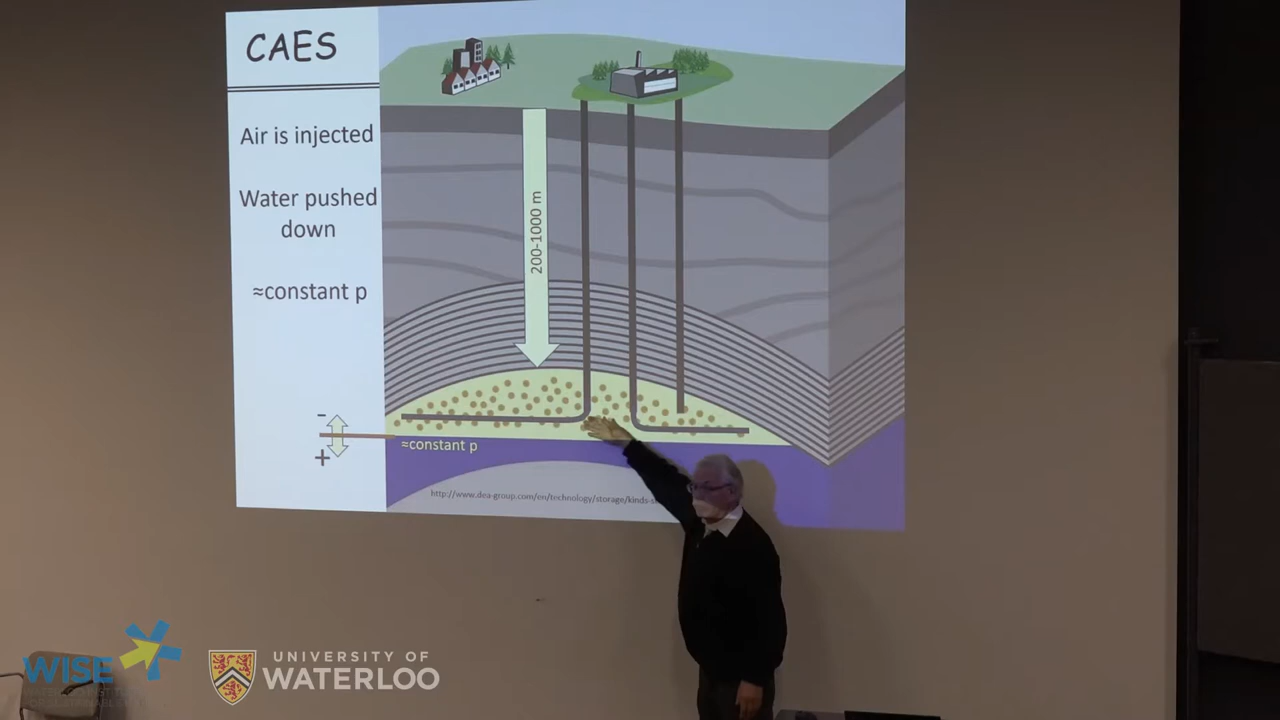 CAES
Air is injected
Water pushed
down
≈constant p
-
+
200-1000 m
≈constant p
http://www.dea-group.com/en/technology/storage/kinds-s
WISE
UNIVERSITY OF
WATERLOO